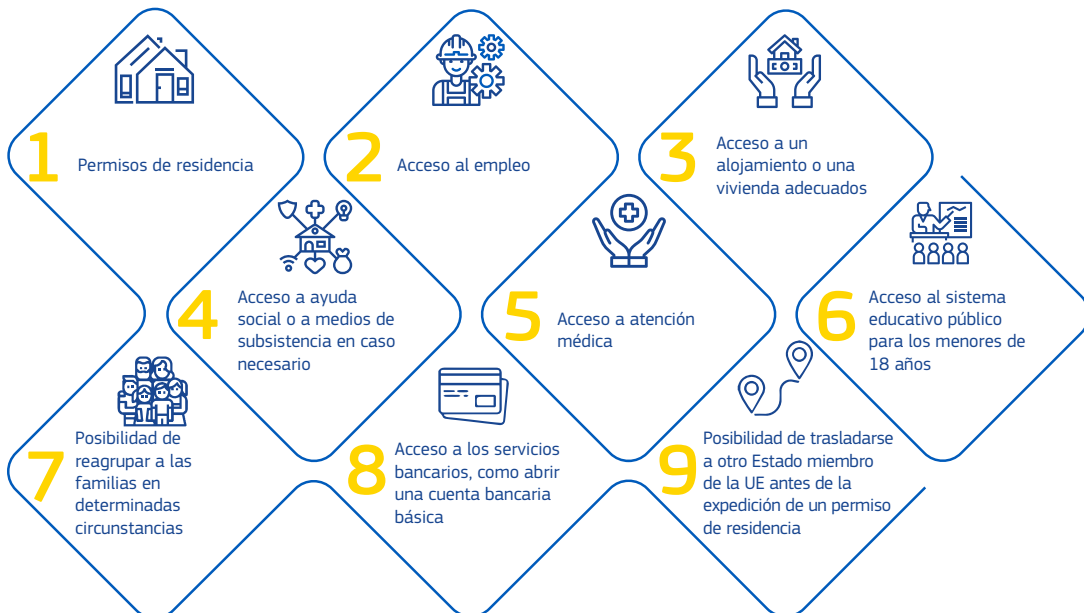 1
Permisos de residencia
2
Acceso al empleo
3
Acceso a un
alojamiento o una
vivienda adecuados
4
Acceso a ayuda
social o a medios de
subsistencia en caso
necesario
5
Acceso a atención
médica
6
Acceso al sistema
educativo público
para los menores de
18 años
7
Posibilidad de
reagrupar a las
familias en
determinadas
circunstancias
8
Acceso a los servicios
bancarios, como abrir
una cuenta bancaria
básica
9
Posibilidad de trasladarse
a otro Estado miembro
de la UE antes de la
expedición de un permiso
de residencia